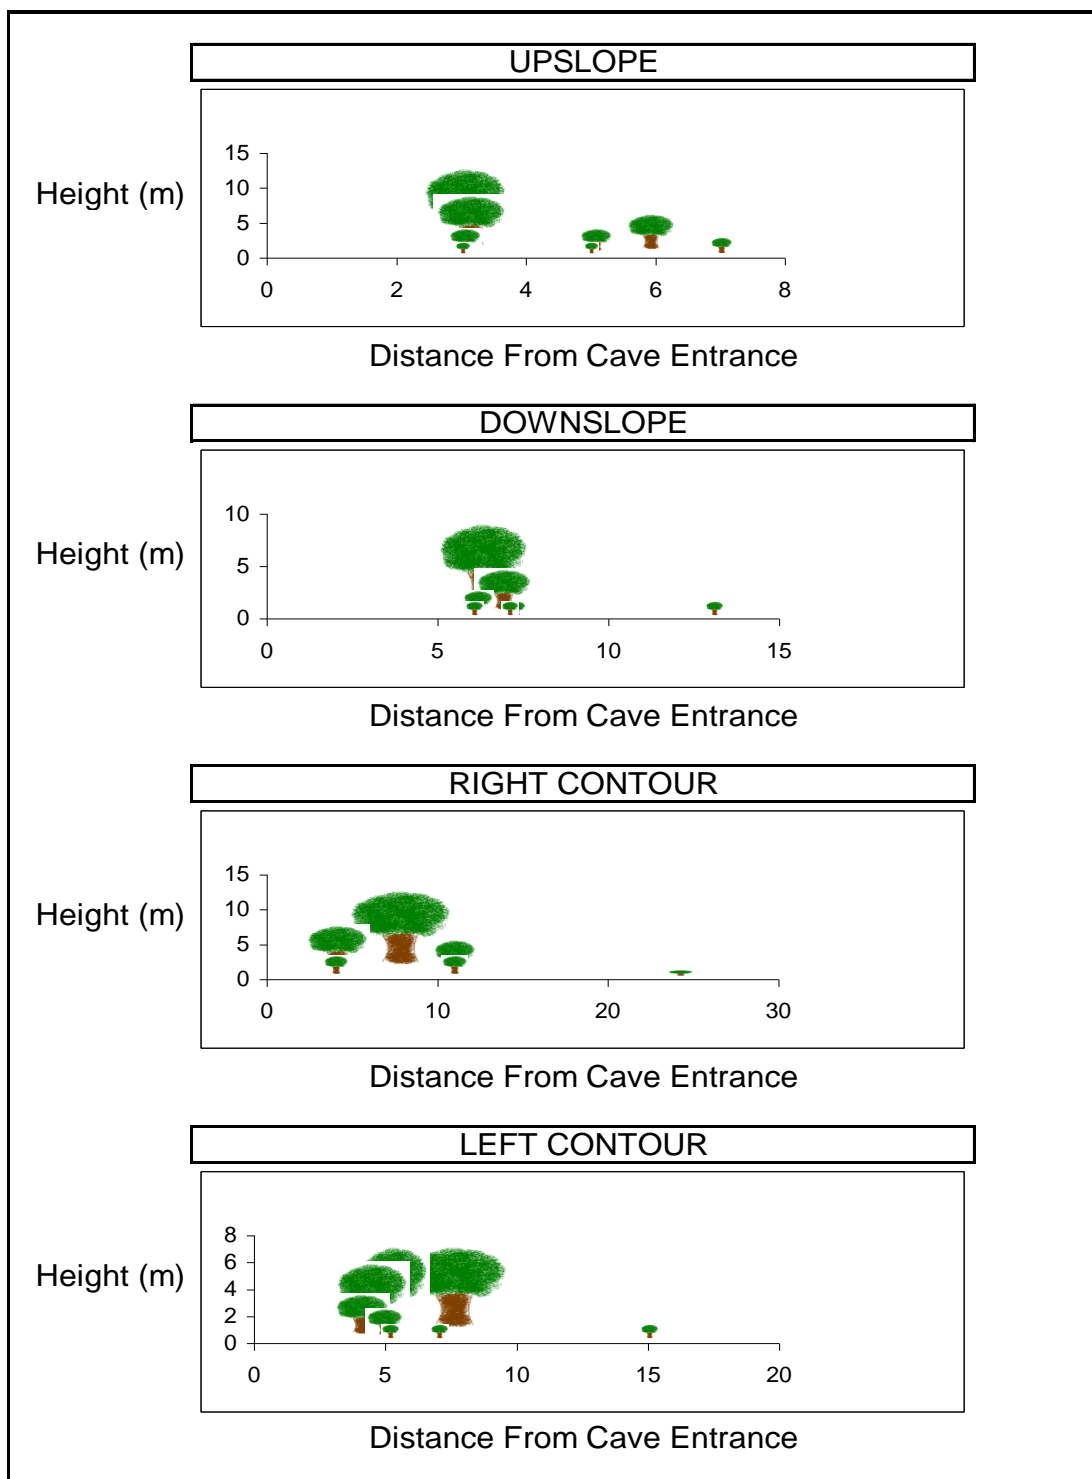 UPSLOPE
15
Height (m)
10
5
0
0 2 4 6 8
Distance From Cave Entrance
DOWNSLOPE
10
Height (m)
5
0
0 5 10 15
Distance From Cave Entrance
RIGHT CONTOUR
15
Height (m)
10
5
0
0 10 20 30
Distance From Cave Entrance
LEFT CONTOUR
8
6
Height (m)
4
2
0
0 5 10 15 20
Distance From Cave Entrance